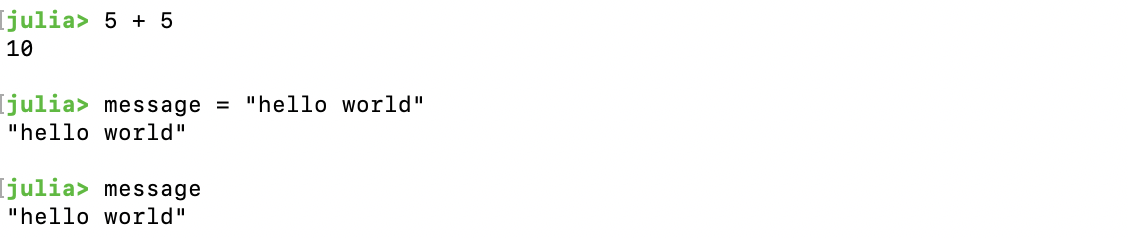 julia> 5 + 5
10
julia> message = "hello world"
"hello world"
julia> message
"hello world"